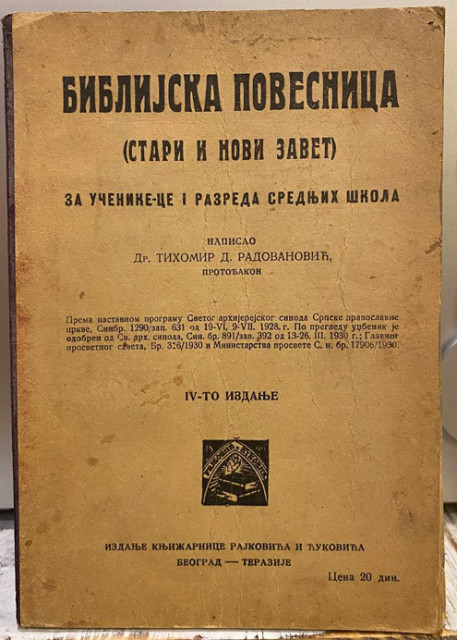 БИБЛИЈСКА ПОВЕСНИЦА
(СТАРИ И НОВИ ЗАВЕТ)
ЗА УЧЕНИКЕ-ЦЕ I РАЗРЕДА СРЕДЊИХ ШКОЛА
НАПИСАО
ДР. ТИХОМИР Д. РАДОВАНОВИЋ,
ПРОТОЂАКОН
Према наставном програму Светог архијерејског синода Српске православне
цркве, Синбр. 1290/зап. 631 од 19-VI, 9-VII. 1928. г. По прегледу уџбеник је
одобрен од Св. арх. синода, Син. бр. 891/зап. 392 од 13-26, III. 1930 г.; Главног
просветног савета, Бр. 316/1930 и Министарства просвете С. н. бр. 17906/1930.
IV-ТО ИЗДАЊЕ
ИЗДАЊЕ КЊИЖАРНИЦЕ РАЈКОВИЋА И ЋУКОВИЋА
БЕОГРАД — ТЕРАЗИЈЕ
Цена 20 дин.